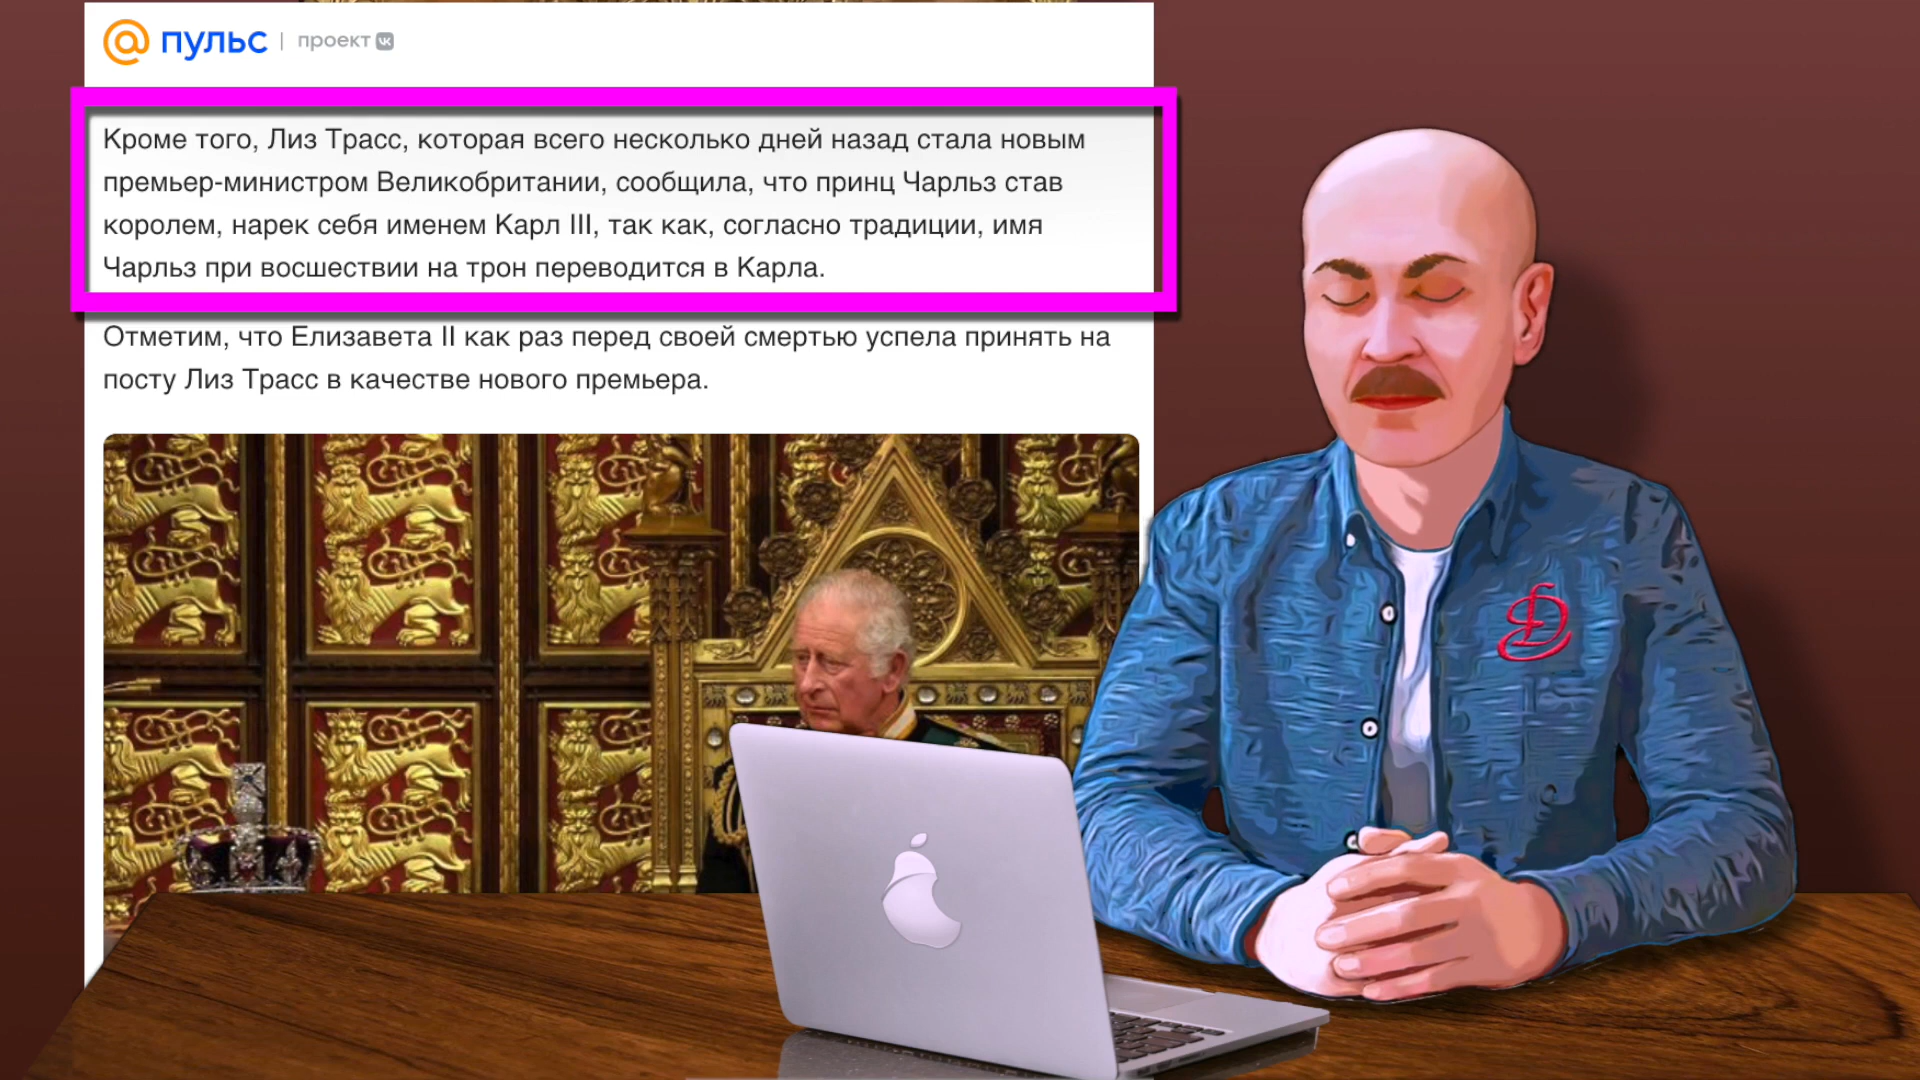 @ пульс | проект
Кроме того, Лиз Трасс, которая всего несколько дней назад стала новым
премьер-министром Великобритании, сообщила, что принц Чарльз став
королем, нарек себя именем Карл III, так как, согласно традиции, имя
Чарльз при восшествии на трон переводится в Карла.
Отметим, что Елизавета II как раз перед своей смертью успела принять на
посту Лиз Трасс в качестве нового премьера.